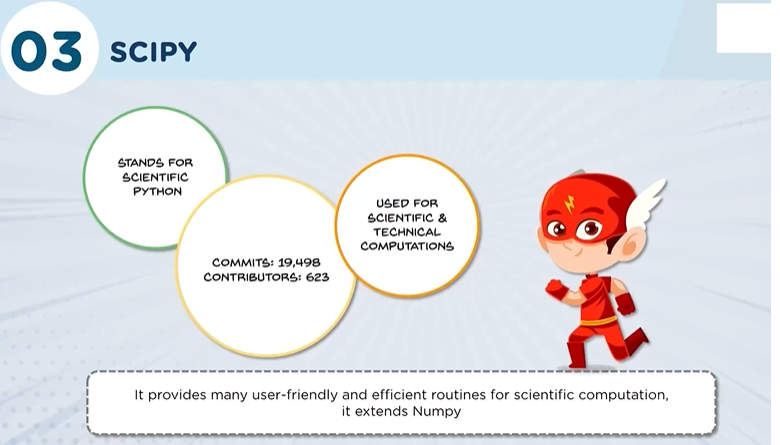 03 SCIPY
STANDS FOR
SCIENTIFIC
PYTHON
COMMITS: 19,498
CONTRIBUTORS: 623
USED FOR
SCIENTIFIC &
TECHNICAL
COMPUTATIONS
It provides many user-friendly and efficient routines for scientific computation,
it extends Numpy